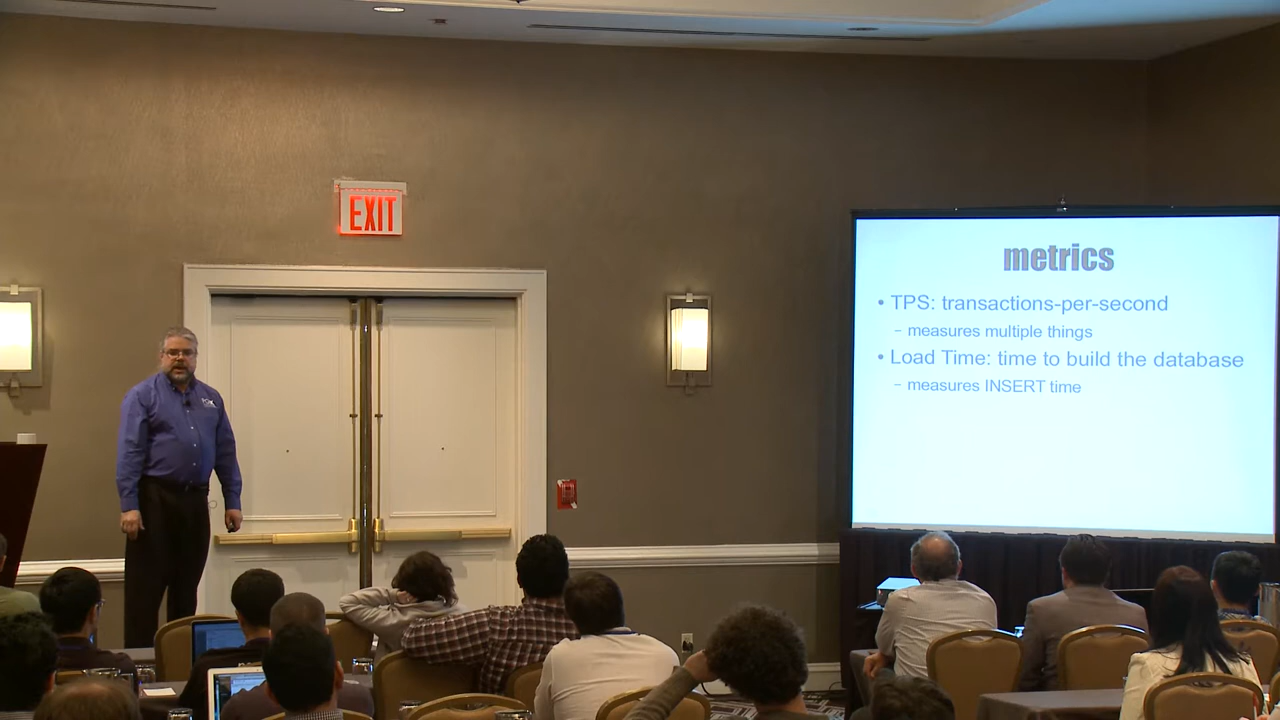 EXIT
metrics
• TPS: transactions-per-second
– measures multiple things
• Load Time: time to build the database
– measures INSERT time